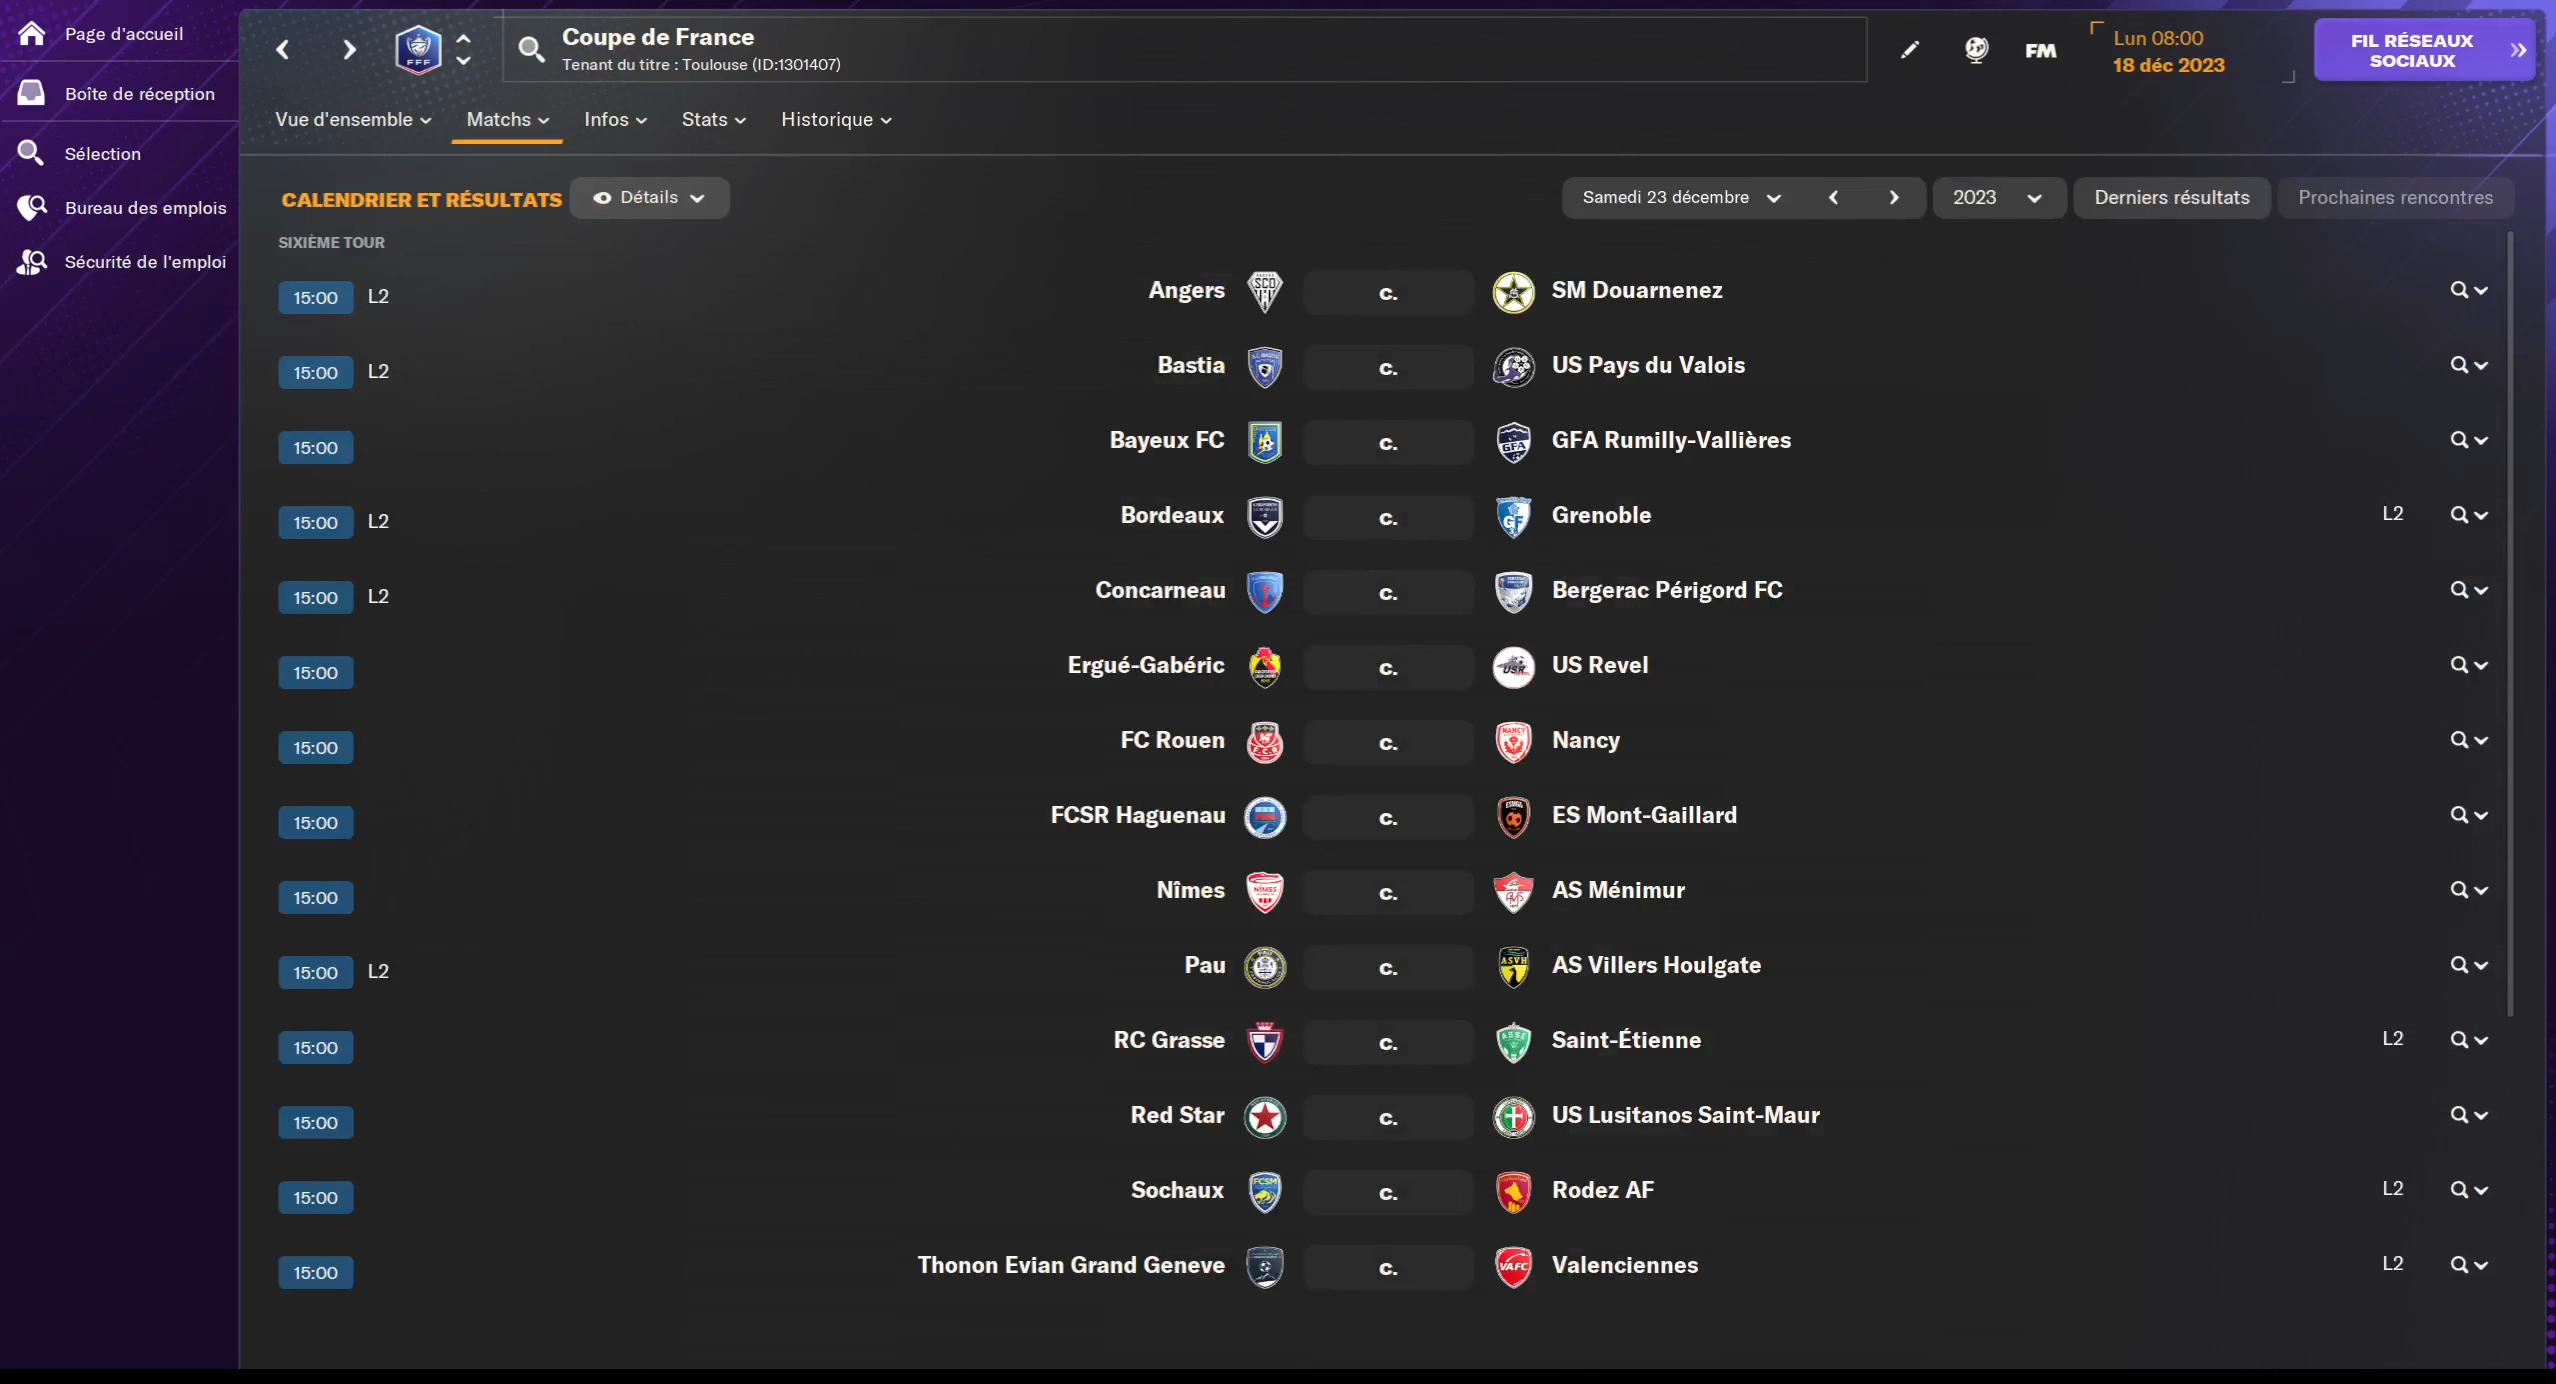 Page d'accueil
Boîte de réception
Sélection
Bureau des emplois
Sécurité de l'emploi
FFF
Coupe de France
Tenant du titre : Toulouse (ID:1301407)
FM
Lun 08:00
18 déc 2023
FIL RÉSEAUX
SOCIAUX
Vue d'ensemble Matchs Infos Stats Historique
CALENDRIER ET RÉSULTATS Détails Samedi 23 décembre 2023 Derniers résultats Prochaines rencontres
SIXIÈME TOUR
15:00 L2 Angers c. SM Douarnenez
15:00 L2 Bastia c. US Pays du Valois
15:00 Bayeux FC c. GFA Rumilly-Vallières
15:00 L2 Bordeaux c. Grenoble L2
15:00 L2 Concarneau c. Bergerac Périgord FC
15:00 Ergué-Gabéric c. US Revel
15:00 FC Rouen c. Nancy
15:00 FCSR Haguenau c. ES Mont-Gaillard
15:00 Nîmes c. AS Ménimur
15:00 L2 Pau c. AS Villers Houlgate
15:00 RC Grasse c. Saint-Étienne L2
15:00 Red Star c. US Lusitanos Saint-Maur
15:00 Sochaux c. Rodez AF L2
15:00 Thonon Evian Grand Geneve c. Valenciennes L2